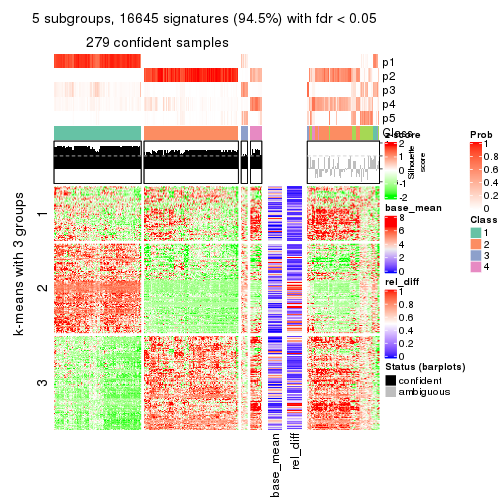 5 subgroups, 16645 signatures (94.5%) with fdr < 0.05
279 confident samples
p1
p2
p3
p4
p5
Class
z-score
2
1
0
-1
-2
Silhouette
score
Prob
1
0.8
0.6
0.4
0.2
0
base_mean
8
6
4
2
0
Class
1
2
3
4
rel_diff
1
0.8
0.6
0.4
0.2
0
Status (barplots)
confident
ambiguous
k-means with 3 groups
1
2
3
base_mean
rel_diff